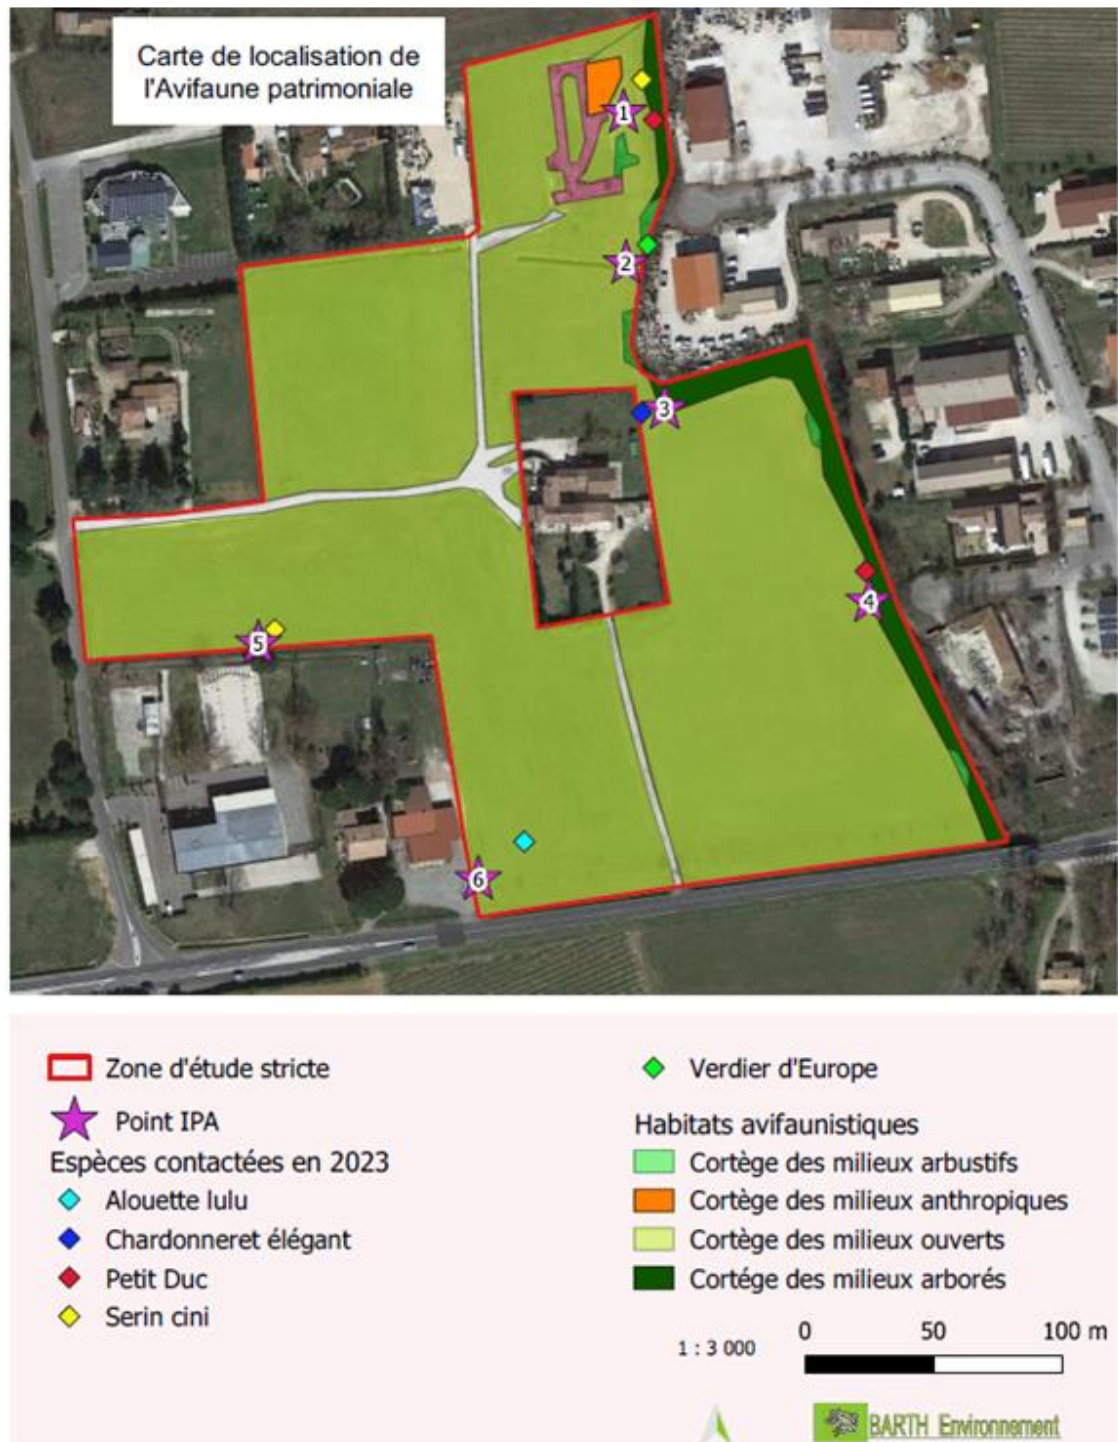 Carte de localisation de
l'Avifaune patrimoniale
1
2
3
4
5
6
Zone d'étude stricte
Point IPA
Espèces contactées en 2023
Alouette lulu
Chardonneret élégant
Petit Duc
Serin cini
Verdier d'Europe
Habitats avifaunistiques
Cortège des milieux arbustifs
Cortège des milieux anthropiques
Cortège des milieux ouverts
Cortége des milieux arborés
1 : 3 000
0 50 100 m
BARTH Environnement